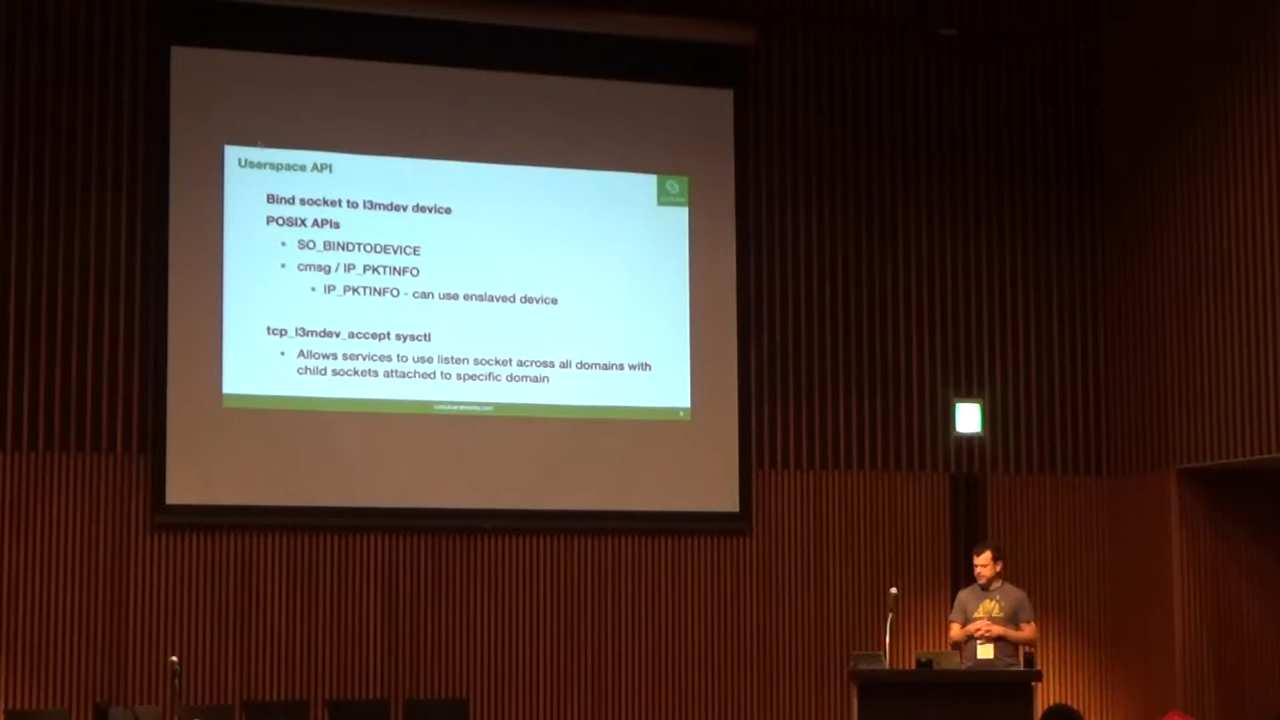 Userspace API
Bind socket to l3mdev device
POSIX APIs
• SO_BINDTODEVICE
• cmsg / IP_PKTINFO
• IP_PKTINFO - can use enslaved device
tcp_l3mdev_accept sysctl
• Allows services to use listen socket across all domains with
child sockets attached to specific domain